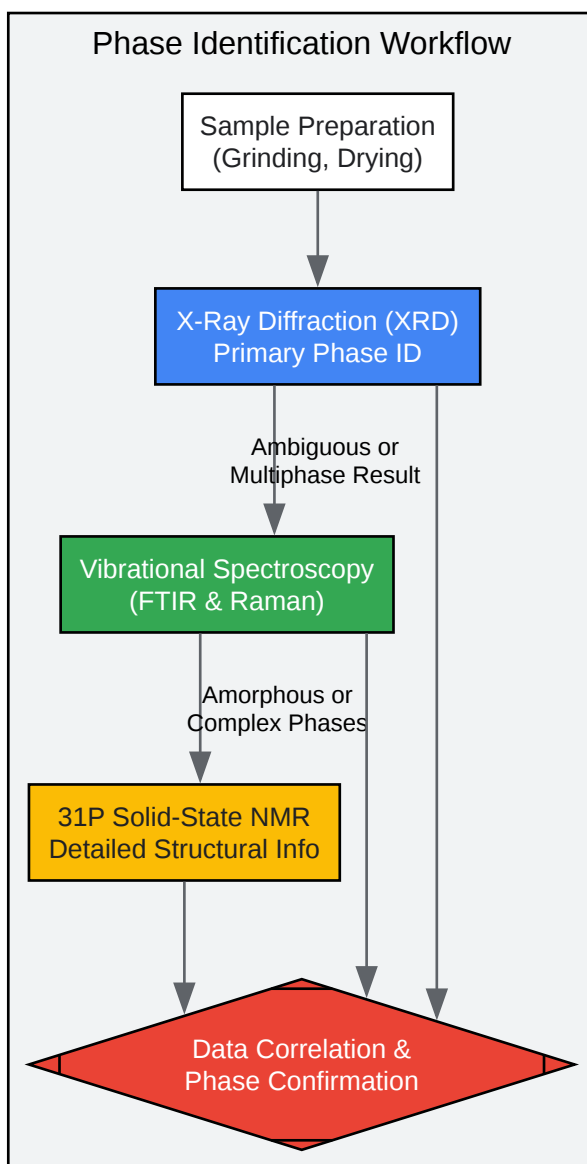 Phase Identification Workflow
Sample Preparation
(Grinding, Drying)
X-Ray Diffraction (XRD)
Primary Phase ID
Ambiguous or
Multiphase Result
Vibrational Spectroscopy
(FTIR & Raman)
Amorphous or
Complex Phases
31P Solid-State NMR
Detailed Structural Info
Data Correlation &
Phase Confirmation